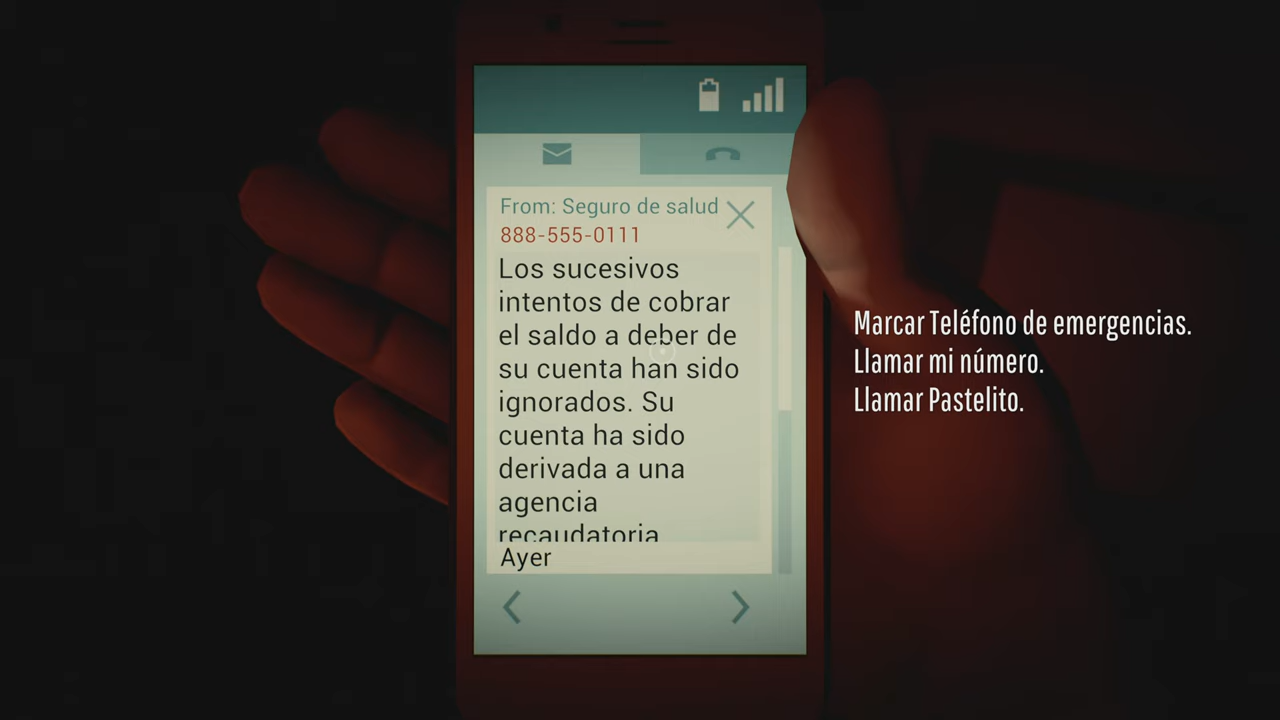 From: Seguro de salud
888-555-0111
Los sucesivos
intentos de cobrar
el saldo a deber de
su cuenta han sido
ignorados. Su
cuenta ha sido
derivada a una
agencia
recaudatoria
Ayer
Marcar Teléfono de emergencias.
Llamar mi número.
Llamar Pastelito.